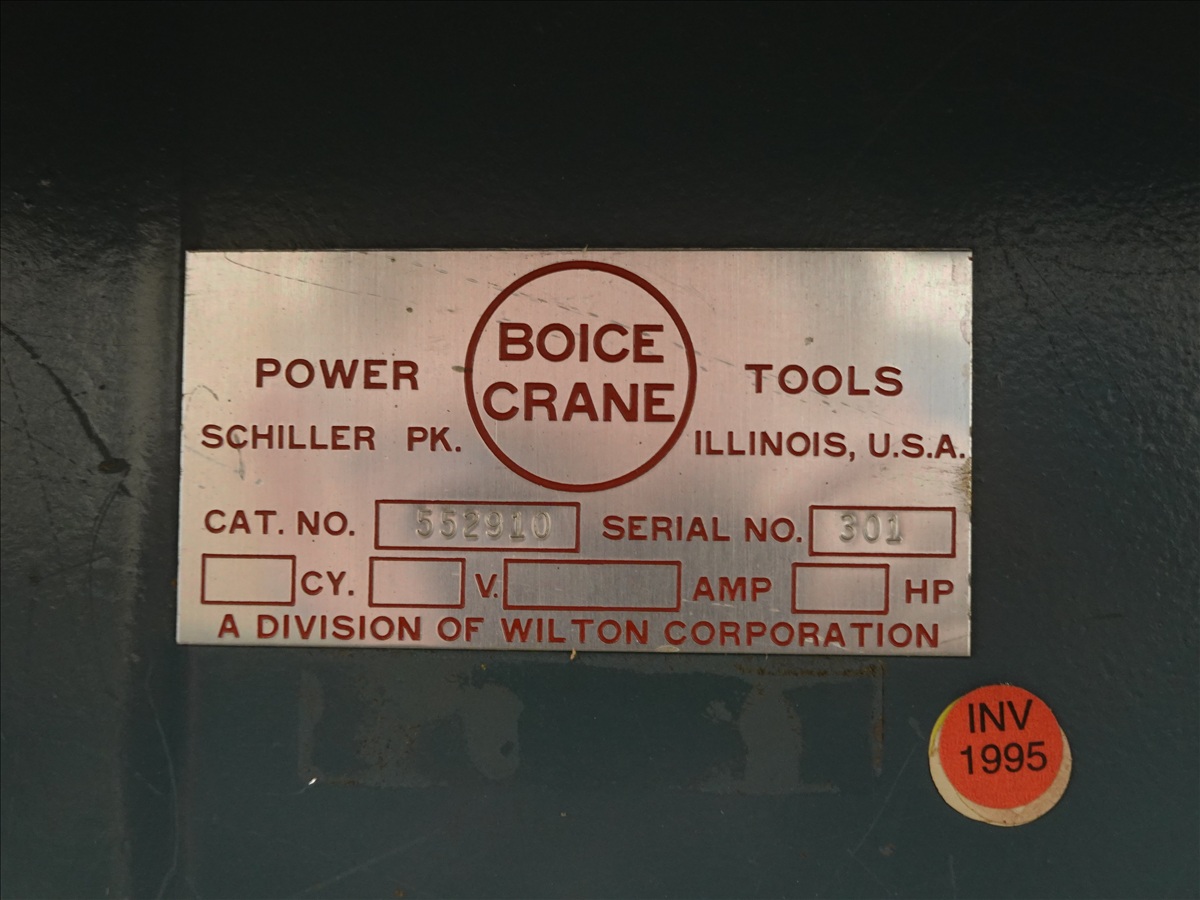 BOICE
CRANE
POWER TOOLS
SCHILLER PK. ILLINOIS, U.S.A.
CAT. NO. 552910 SERIAL NO. 301
CY. V. AMP HP
A DIVISION OF WILTON CORPORATION
INV
1995